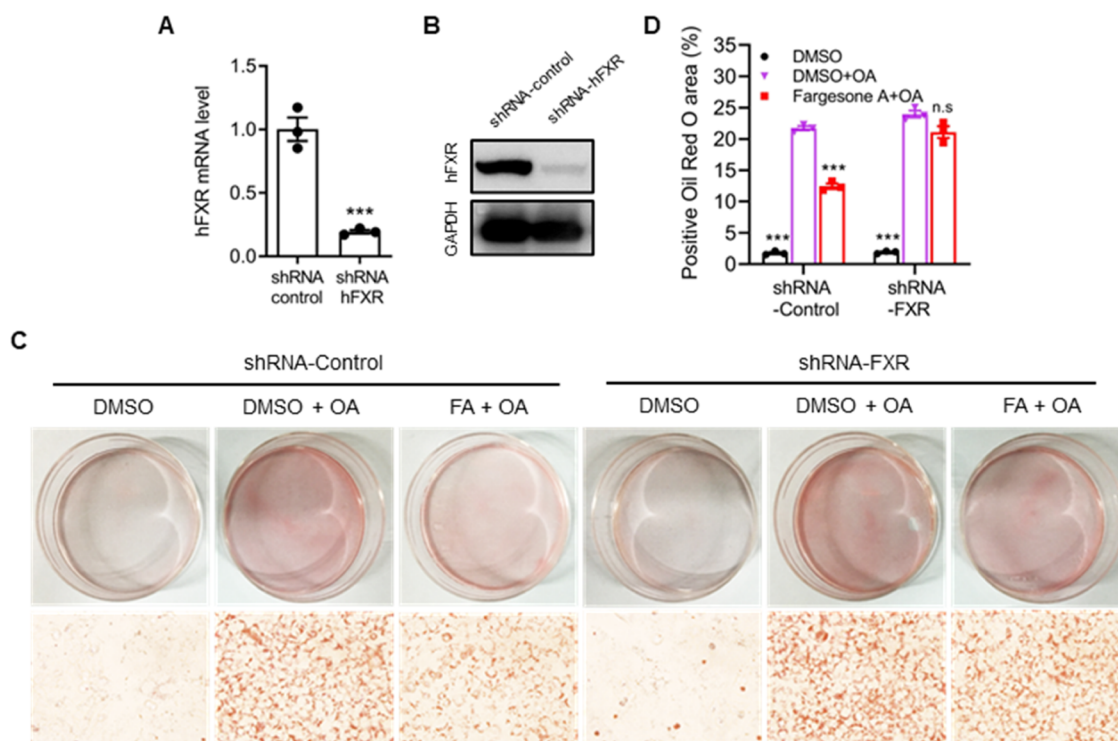 A
hFXR mRNA level
1.5
1.0
0.5
0.0
***
shRNA
control
shRNA
hFXR
B
shRNA-control
shRNA-hFXR
hFXR
GAPDH
D
Positive Oil Red O area (%)
35
30
25
20
15
10
5
0
DMSO
DMSO+OA
Fargesone A+OA
***
***
***
n.s
shRNA
-Control
shRNA
-FXR
C
shRNA-Control
shRNA-FXR
DMSO
DMSO + OA
FA + OA
DMSO
DMSO + OA
FA + OA